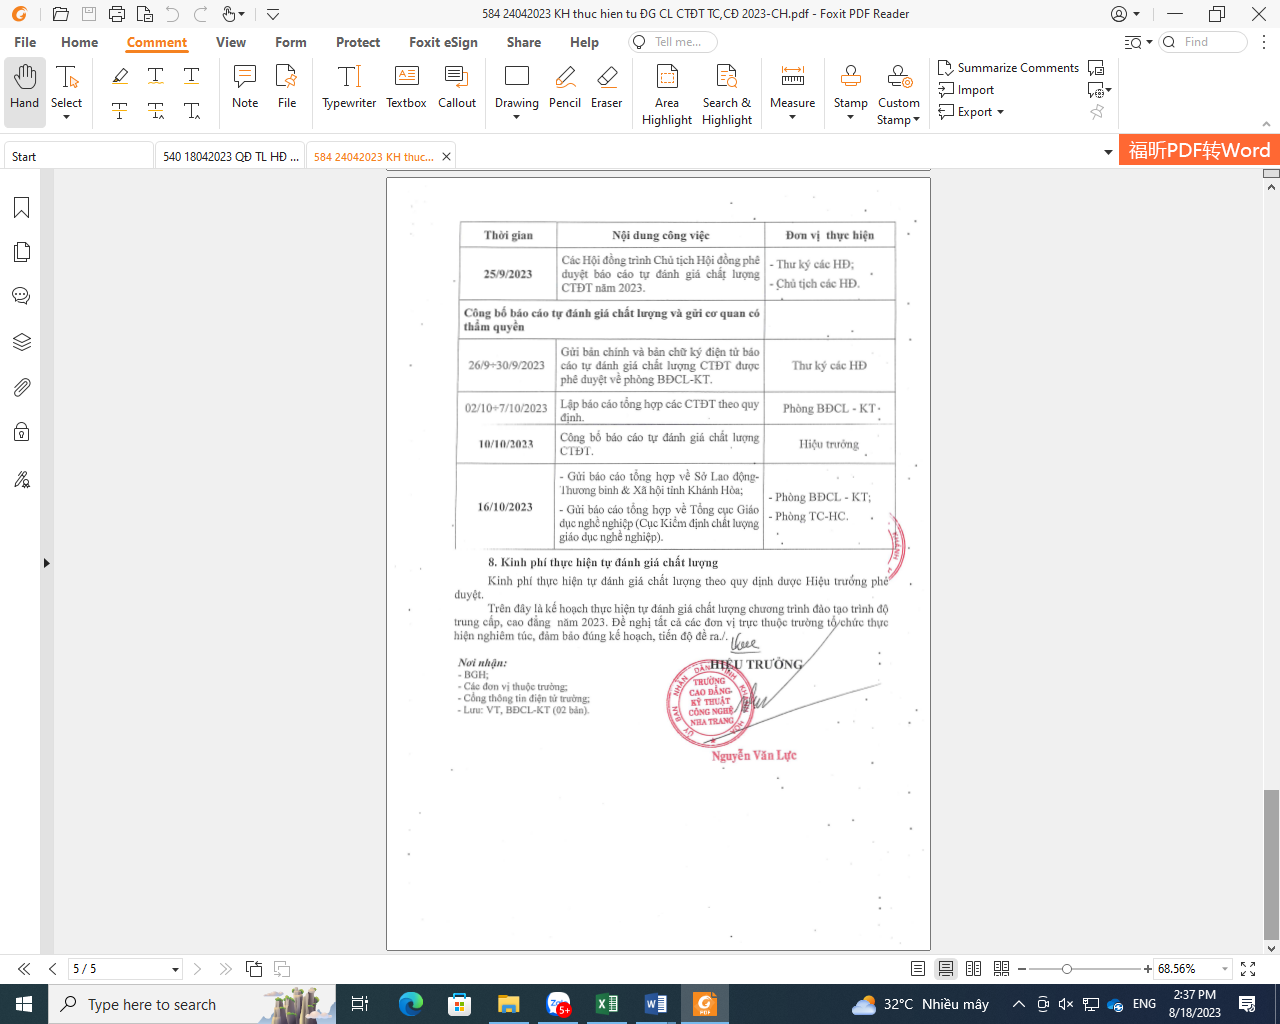 584 24042023 KH thuc hien tu ĐG CL CTĐT TC,CĐ 2023-CH.pdf - Foxit PDF Reader
File Home Comment View Form Protect Foxit eSign Share Help Tell me... Find
Hand Select Note File Typewriter Textbox Callout Drawing Pencil Eraser Area Highlight Search & Highlight Measure Stamp Custom Stamp
Summarize Comments
Import
Export
Start 540 18042023 QĐ TL HĐ ... 584 24042023 KH thuc... 福昕PDF转Word
Thời gian Nội dung công việc Đơn vị thực hiện
25/9/2023
Các Hội đồng trình Chủ tịch Hội đồng phê
duyệt báo cáo tự đánh giá chất lượng
CTĐT năm 2023.
- Thư ký các HĐ;
- Chủ tịch các HĐ.
Công bố báo cáo tự đánh giá chất lượng và gửi cơ quan có
thẩm quyền
26/9÷30/9/2023
Gửi bản chính và bản chữ ký điện tử báo
cáo tự đánh giá chất lượng CTĐT được
phê duyệt về phòng BĐCL-KT.
Thư ký các HĐ
02/10÷7/10/2023
Lập báo cáo tổng hợp các CTĐT theo quy
định.
Phòng BĐCL - KT
10/10/2023
Công bố báo cáo tự đánh giá chất lượng
CTĐT.
Hiệu trưởng
16/10/2023
- Gửi báo cáo tổng hợp về Sở Lao động-
Thương binh & Xã hội tỉnh Khánh Hòa;
- Gửi báo cáo tổng hợp về Tổng cục Giáo
dục nghề nghiệp (Cục Kiểm định chất lượng
giáo dục nghề nghiệp).
- Phòng BĐCL - KT;
- Phòng TC-HC.
8. Kinh phí thực hiện tự đánh giá chất lượng
Kinh phí thực hiện tự đánh giá chất lượng theo quy định được Hiệu trưởng phê
duyệt.
Trên đây là kế hoạch thực hiện tự đánh giá chất lượng chương trình đào tạo trình độ
trung cấp, cao đẳng năm 2023. Đề nghị tất cả các đơn vị trực thuộc trường tổ chức thực
hiện nghiêm túc, đảm bảo đúng kế hoạch, tiến độ đề ra./.
Nơi nhận:
- BGH;
- Các đơn vị thuộc trường;
- Cổng thông tin điện tử trường;
- Lưu: VT, BĐCL-KT (02 bản).
HIỆU TRƯỞNG
ỦY BAN NHÂN DÂN TỈNH KHÁNH HÒA
TRƯỜNG
CAO ĐẲNG
KỸ THUẬT
CÔNG NGHỆ
NHA TRANG
Nguyễn Văn Lực
5 / 5 68.56%
Type here to search 5+ PDF 32°C Nhiều mây ENG 2:37 PM
8/18/2023